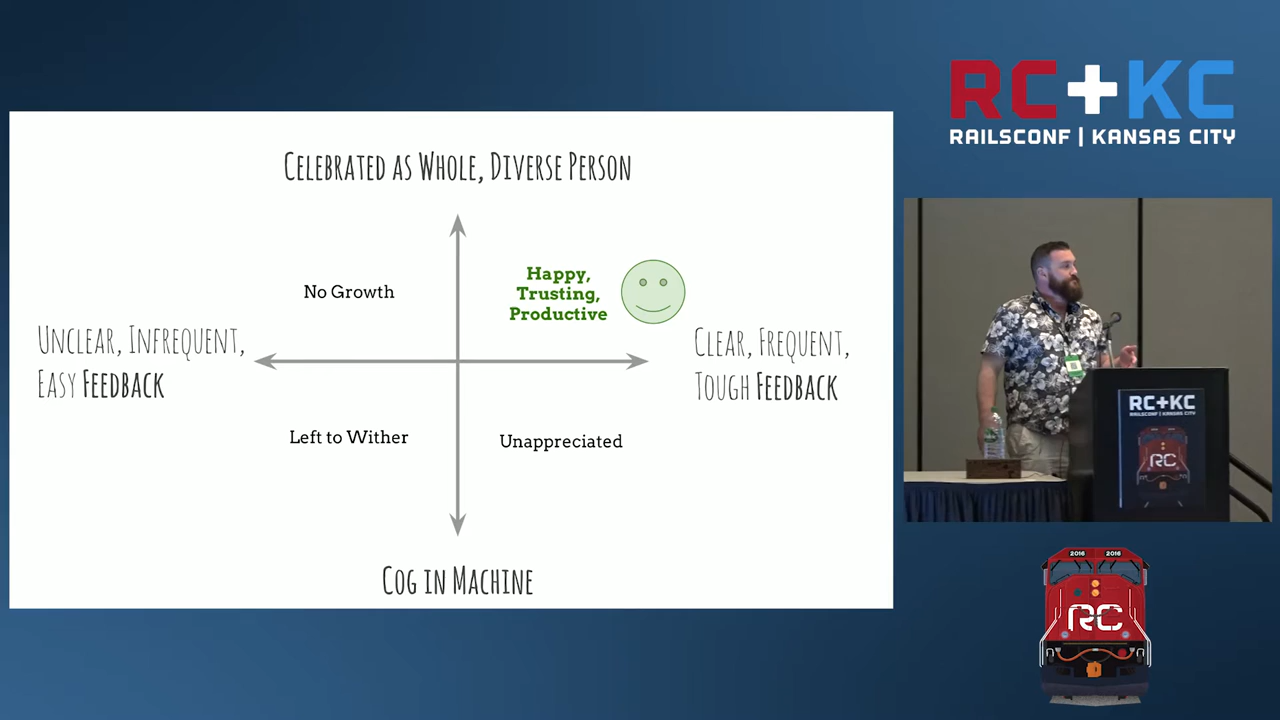 CELEBRATED AS WHOLE, DIVERSE PERSON
No Growth
Happy,
Trusting,
Productive
UNCLEAR, INFREQUENT,
EASY FEEDBACK
CLEAR, FREQUENT,
TOUGH FEEDBACK
Left to Wither
Unappreciated
COG IN MACHINE
RC+KC
RAILSCONF | KANSAS CITY
RC+KC
RAILSCONF | KANSAS CITY
RC
2016 2016
RC